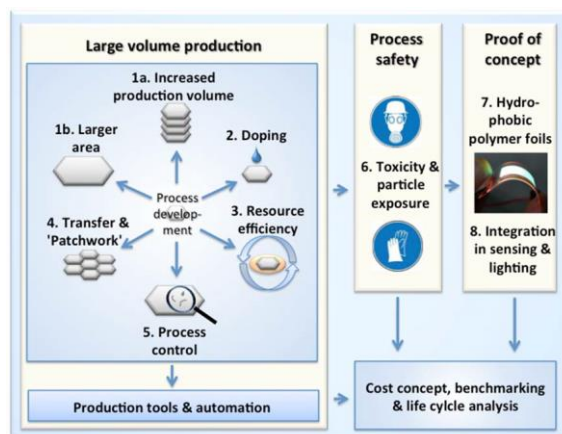 Large volume production
1a. Increased
production volume
1b. Larger
area
2. Doping
Process
develop-
ment
4. Transfer &
'Patchwork'
3. Resource
efficiency
5. Process
control
Production tools & automation
Process
safety
6. Toxicity &
particle
exposure
Proof of
concept
7. Hydro-
phobic
polymer foils
8. Integration
in sensing &
lighting
Cost concept, benchmarking
& life cylcle analysis